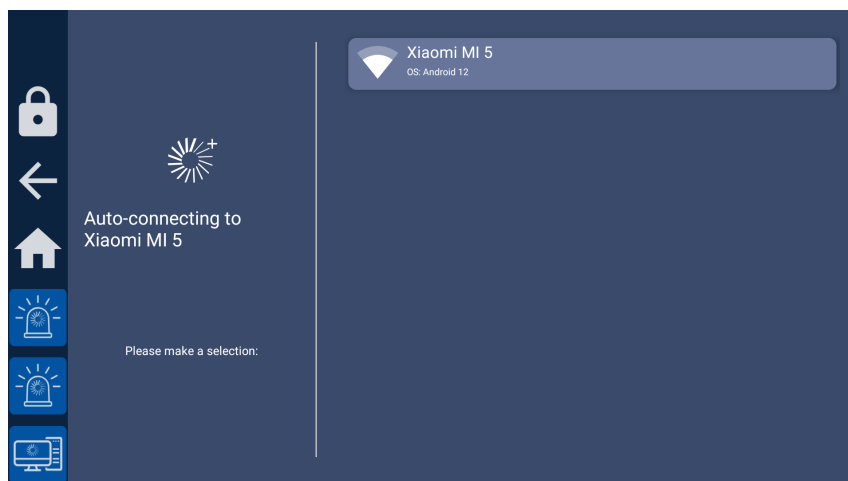 Auto-connecting to
Xiaomi MI 5
Please make a selection:
Xiaomi MI 5
OS: Android 12